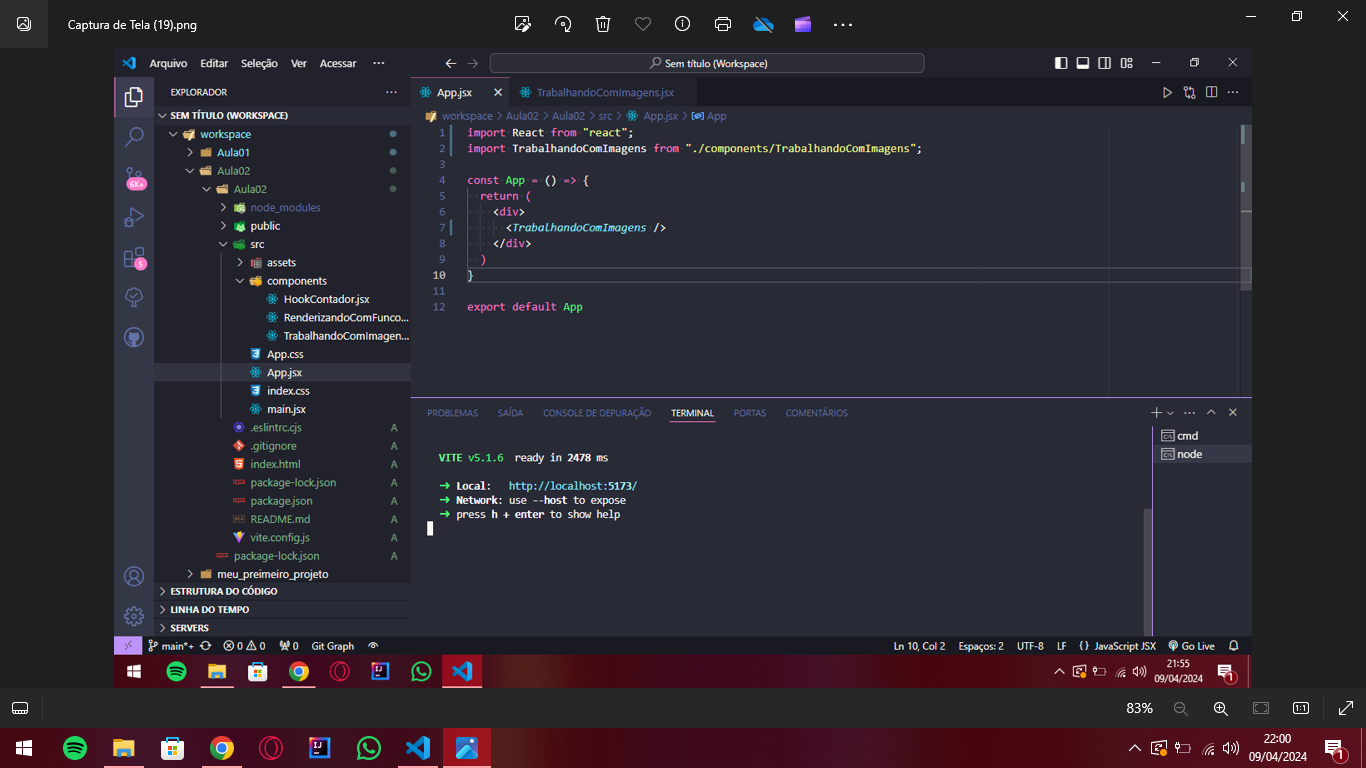 Captura de Tela (19).png
Arquivo Editar Seleção Ver Acessar ···
Sem título (Workspace)
EXPLORADOR ···
SEM TÍTULO (WORKSPACE)
workspace
Aula01
Aula02
Aula02
node_modules
public
src
assets
components
HookContador.jsx
RenderizandoComFunco...
TrabalhandoComImagen...
App.css
App.jsx
index.css
main.jsx
.eslintrc.cjs A
.gitignore A
index.html A
package-lock.json A
package.json A
README.md A
vite.config.js A
package-lock.json A
meu_preimeiro_projeto
ESTRUTURA DO CÓDIGO
LINHA DO TEMPO
SERVERS
6K+
5
App.jsx TrabalhandoComImagens.jsx
workspace > Aula02 > Aula02 > src > App.jsx > App
1 import React from "react";
2 import TrabalhandoComImagens from "./components/TrabalhandoComImagens";
3
4 const App = () => {
5 return (
6 <div>
7 <TrabalhandoComImagens />
8 </div>
9 )
10 }
11
12 export default App
PROBLEMAS SAÍDA CONSOLE DE DEPURAÇÃO TERMINAL PORTAS COMENTÁRIOS
VITE v5.1.6 ready in 2478 ms
➜ Local: http://localhost:5173/
➜ Network: use --host to expose
➜ press h + enter to show help
cmd
node
main*+ 0 0 0 Git Graph Ln 10, Col 2 Espaços: 2 UTF-8 LF {} JavaScript JSX Go Live
21:55
09/04/2024
1
83% 1:1
22:00
09/04/2024
1